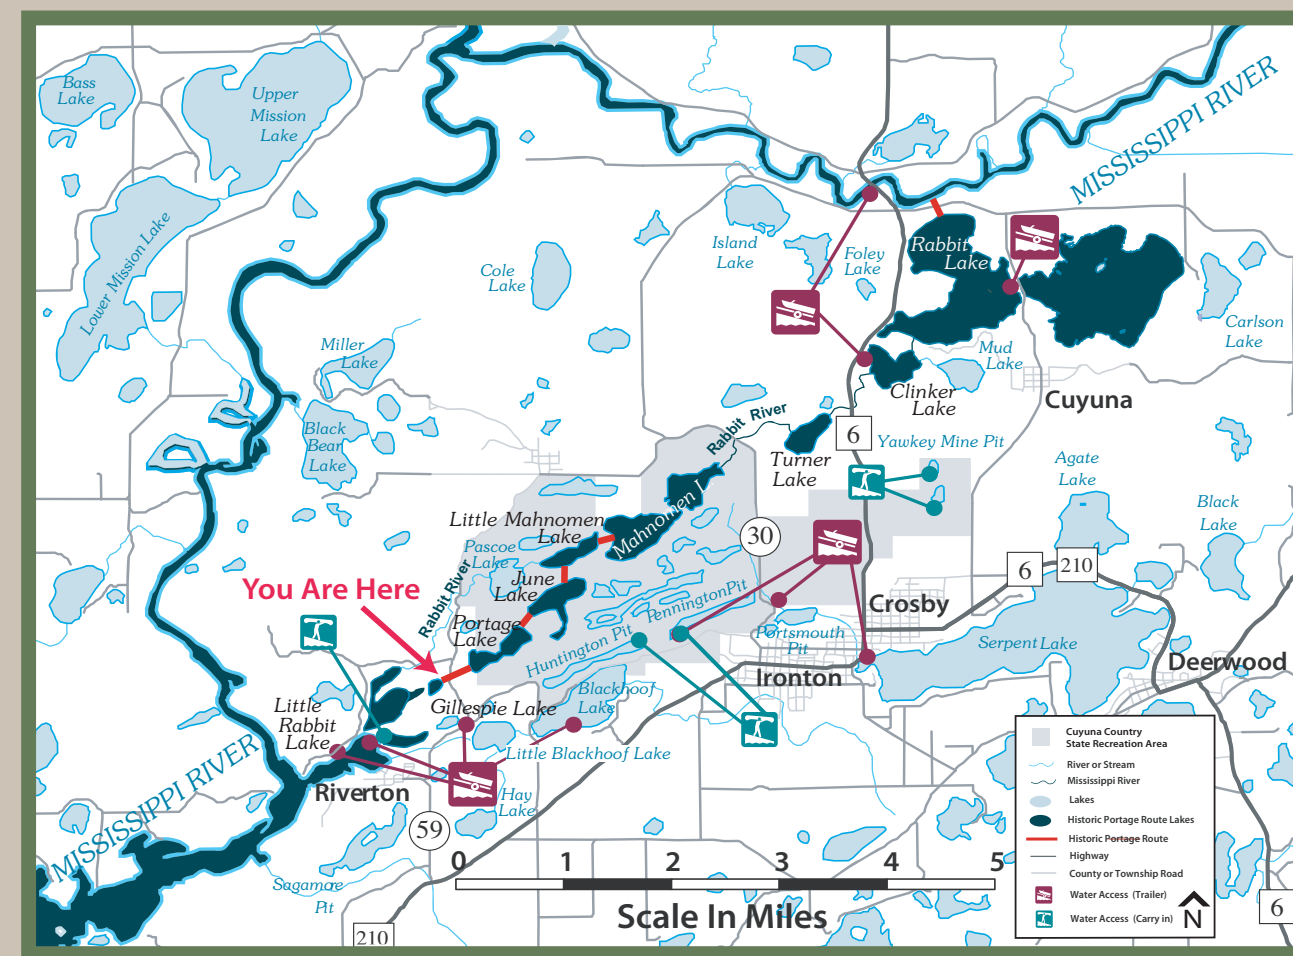 Bass
Lake
Upper
Mission
Lake
MISSISSIPPI RIVER
Lower Mission Lake
Island
Lake
Foley
Lake
Rabbit
Lake
Cole
Lake
Carlson
Lake
Miller
Lake
Mud
Lake
Clinker
Lake
Cuyuna
Black
Bear
Lake
Rabbit River
6
Yawkey Mine Pit
Turner
Lake
Agate
Lake
Black
Lake
Mahnomen L
Little Mahnomen
Lake
30
Pascoe
Lake
6
210
June
Lake
You Are Here
Rabbit River
Pennington Pit
Crosby
Portage
Lake
Huntington Pit
Portsmouth
Pit
Serpent Lake
Deerwood
Ironton
Blackhoof
Lake
Gillespie Lake
Little
Rabbit
Lake
Little Blackhoof Lake
MISSISSIPPI RIVER
Riverton
Hay
Lake
59
Sagamore
Pit
210
0 1 2 3 4 5
Scale In Miles
Cuyuna Country
State Recreation Area
River or Stream
Mississippi River
Lakes
Historic Portage Route Lakes
Historic Portage Route
Highway
County or Township Road
Water Access (Trailer)
Water Access (Carry in)
N
6